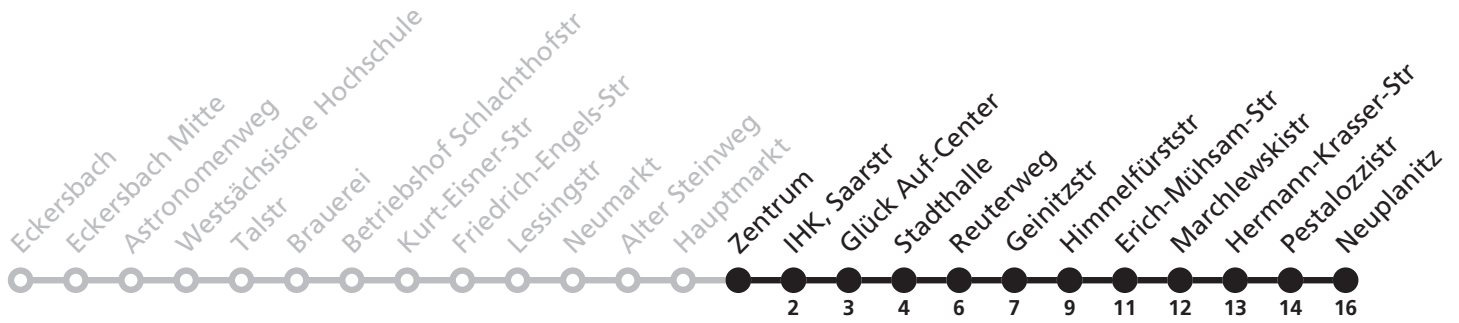 Eckersbach
Eckersbach Mitte
Astronomenweg
Westsächsische Hochschule
Talstr
Brauerei
Betriebshof Schlachthofstr
Kurt-Eisner-Str
Friedrich-Engels-Str
Lessingstr
Neumarkt
Alter Steinweg
Hauptmarkt
Zentrum
IHK, Saarstr
Glück Auf-Center
Stadthalle
Reuterweg
Geinitzstr
Himmelfürststr
Erich-Mühsam-Str
Marchlewskistr
Hermann-Krasser-Str
Pestalozzistr
Neuplanitz
2 3 4 6 7 9 11 12 13 14 16